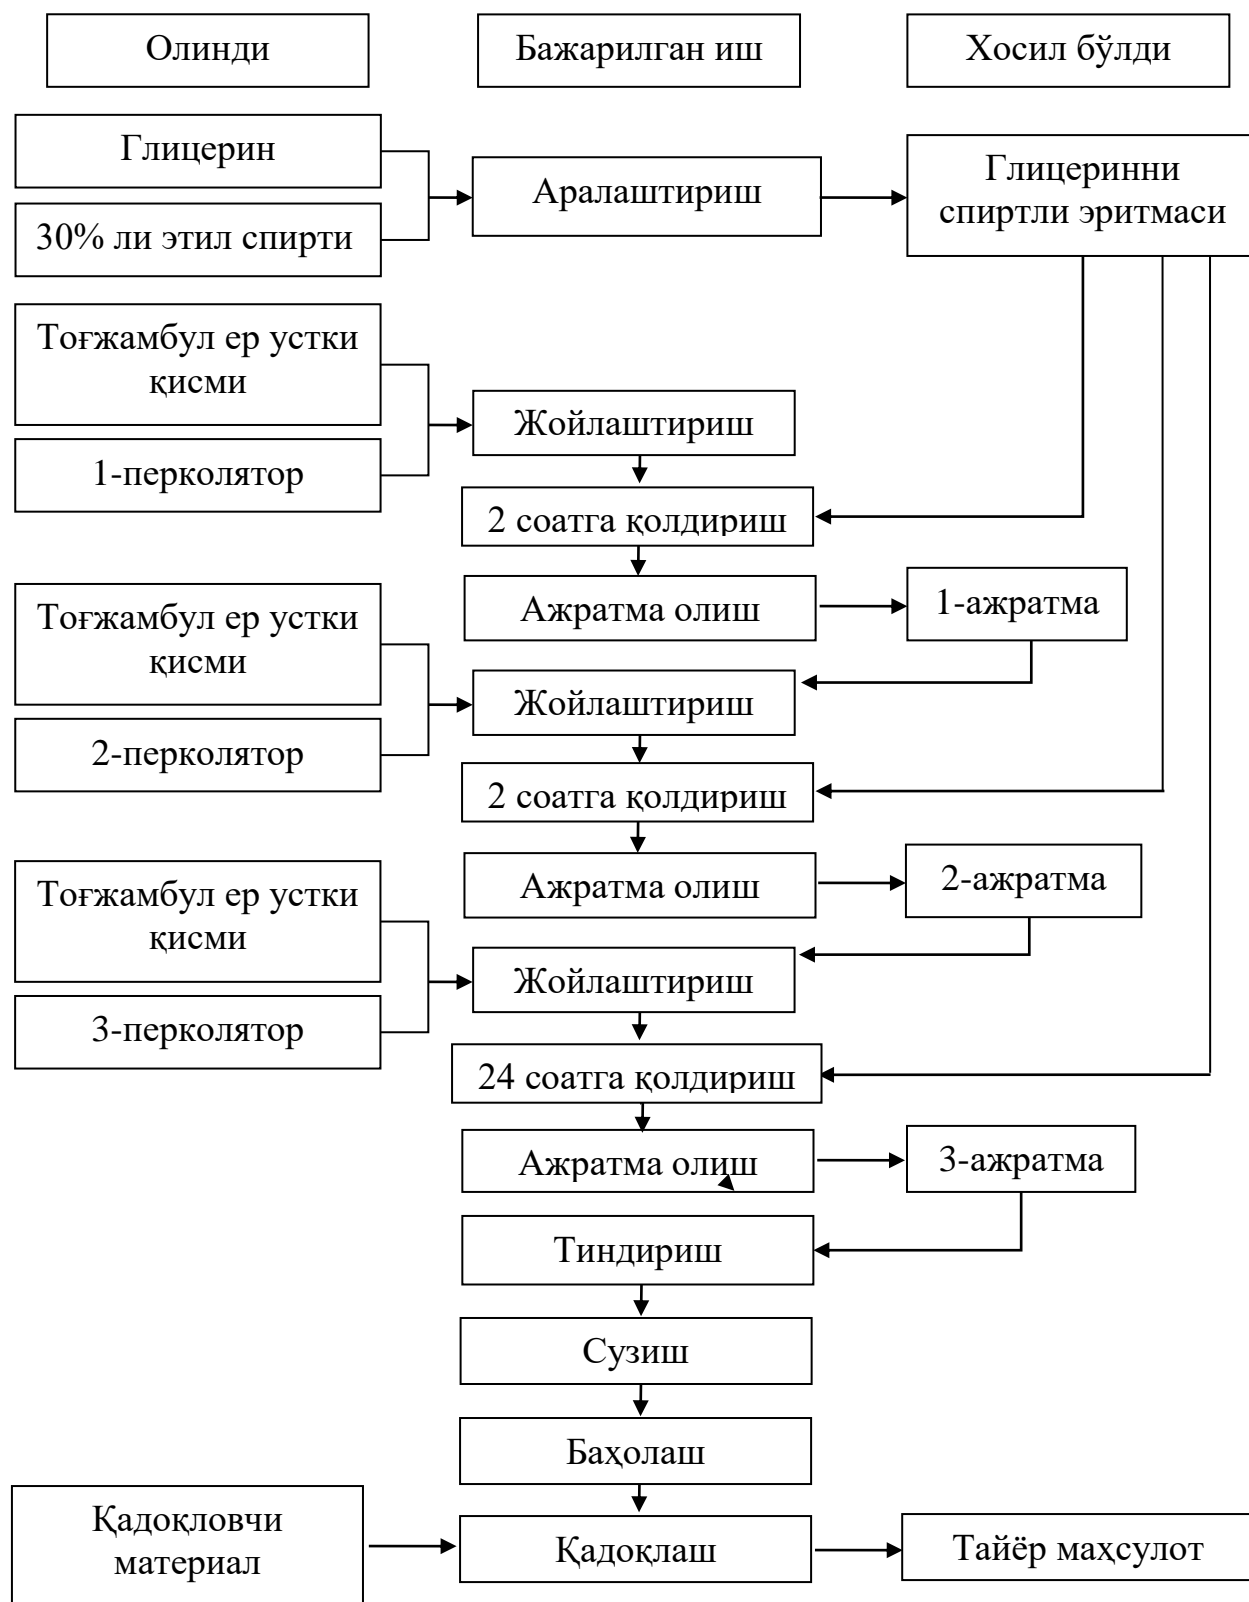 Олинди
Бажарилган иш
Хосил бўлди
Глицерин
30% ли этил спирти
Аралаштириш
Глицеринни
спиртли эритмаси
Тоғжамбул ер устки
қисми
1-перколятор
Жойлаштириш
2 соатга қолдириш
Ажратма олиш
1-ажратма
Тоғжамбул ер устки
қисми
2-перколятор
Жойлаштириш
2 соатга қолдириш
Ажратма олиш
2-ажратма
Тоғжамбул ер устки
қисми
3-перколятор
Жойлаштириш
24 соатга қолдириш
Ажратма олиш
3-ажратма
Тиндириш
Сузиш
Баҳолаш
Қадоқловчи
материал
Қадоқлаш
Тайёр маҳсулот